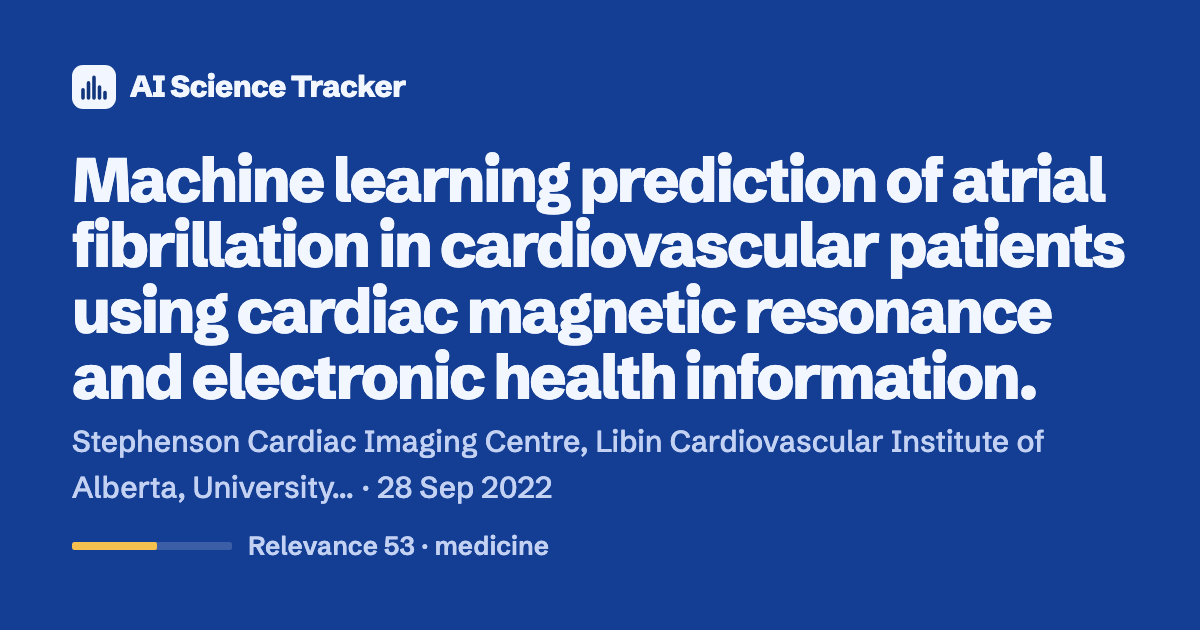 AI Science Tracker
Machine learning prediction of atrial
fibrillation in cardiovascular patients
using cardiac magnetic resonance
and electronic health information.
Stephenson Cardiac Imaging Centre, Libin Cardiovascular Institute of
Alberta, University... · 28 Sep 2022
Relevance 53 · medicine